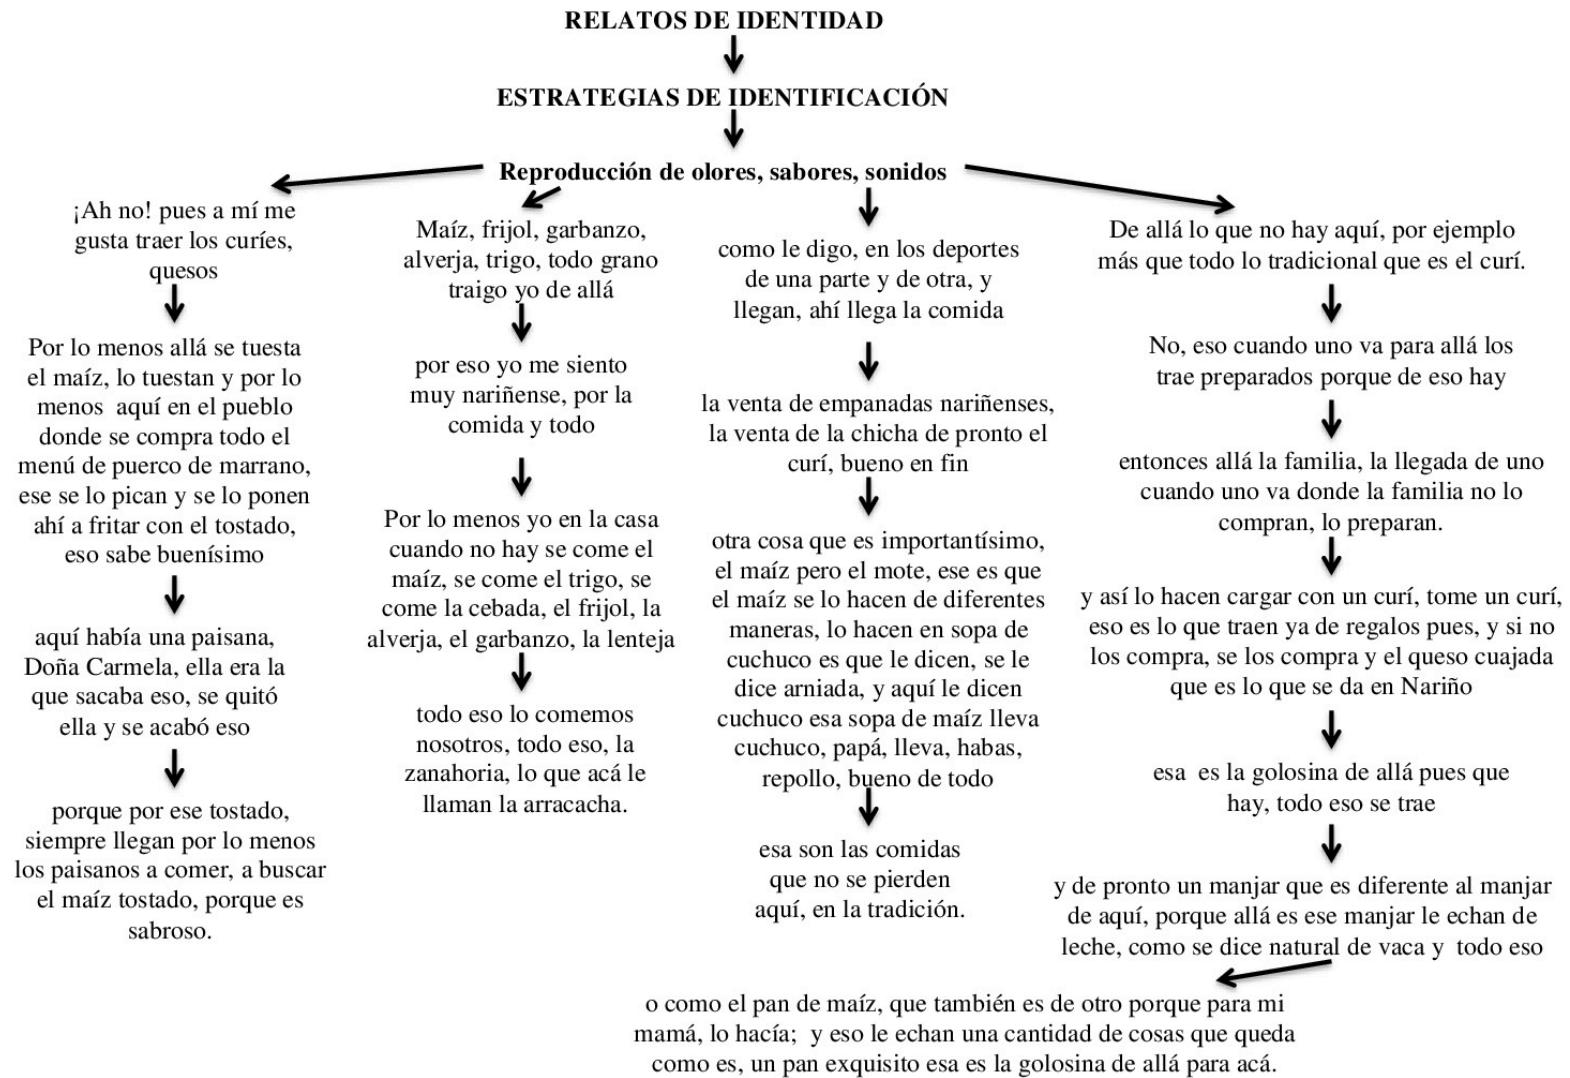 RELATOS DE IDENTIDAD
ESTRATEGIAS DE IDENTIFICACIÓN
Reproducción de olores, sabores, sonidos
¡Ah no! pues a mí me
gusta traer los curíes,
quesos
Por lo menos allá se tuesta
el maíz, lo tuestan y por lo
menos aquí en el pueblo
donde se compra todo el
menú de puerco de marrano,
ese se lo pican y se lo ponen
ahí a fritar con el tostado,
eso sabe buenísimo
aquí había una paisana,
Doña Carmela, ella era la
que sacaba eso, se quitó
ella y se acabó eso
porque por ese tostado,
siempre llegan por lo menos
los paisanos a comer, a buscar
el maíz tostado, porque es
sabroso.
Maíz, frijol, garbanzo,
alverja, trigo, todo grano
traigo yo de allá
por eso yo me siento
muy nariñense, por la
comida y todo
Por lo menos yo en la casa
cuando no hay se come el
maíz, se come el trigo, se
come la cebada, el frijol, la
alverja, el garbanzo, la lenteja
todo eso lo comemos
nosotros, todo eso, la
zanahoria, lo que acá le
llaman la arracacha.
como le digo, en los deportes
de una parte y de otra, y
llegan, ahí llega la comida
la venta de empanadas nariñenses,
la venta de la chicha de pronto el
curí, bueno en fin
otra cosa que es importantísimo,
el maíz pero el mote, ese es que
el maíz se lo hacen de diferentes
maneras, lo hacen en sopa de
cuchuco es que le dicen, se le
dice arniada, y aquí le dicen
cuchuco esa sopa de maíz lleva
cuchuco, papá, lleva, habas,
repollo, bueno de todo
esa son las comidas
que no se pierden
aquí, en la tradición.
De allá lo que no hay aquí, por ejemplo
más que todo lo tradicional que es el curí.
No, eso cuando uno va para allá los
trae preparados porque de eso hay
entonces allá la familia, la llegada de uno
cuando uno va donde la familia no lo
compran, lo preparan.
y así lo hacen cargar con un curí, tome un curí,
eso es lo que traen ya de regalos pues, y si no
los compra, se los compra y el queso cuajada
que es lo que se da en Nariño
esa es la golosina de allá pues que
hay, todo eso se trae
y de pronto un manjar que es diferente al manjar
de aquí, porque allá es ese manjar le echan de
leche, como se dice natural de vaca y todo eso
o como el pan de maíz, que también es de otro porque para mi
mamá, lo hacía; y eso le echan una cantidad de cosas que queda
como es, un pan exquisito esa es la golosina de allá para acá.